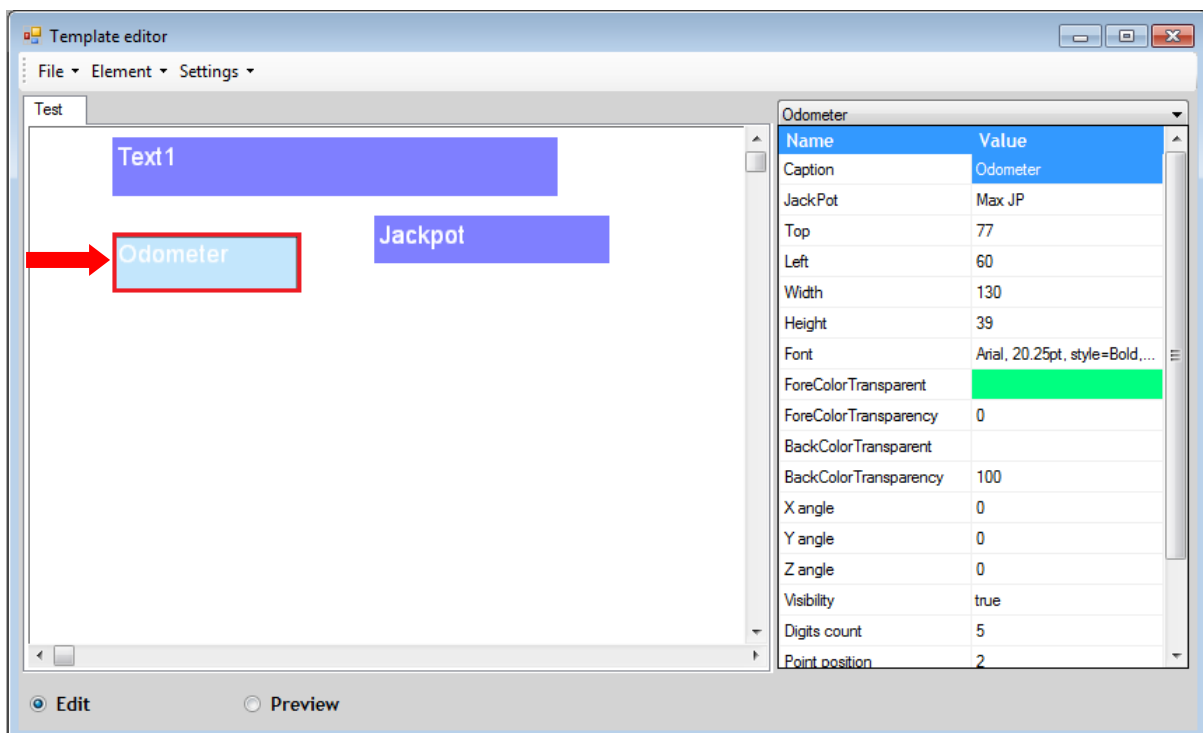 Template editor
File Element Settings
Test
Text1
Jackpot
Odometer
Odometer
Name Value
Caption Odometer
JackPot Max JP
Top 77
Left 60
Width 130
Height 39
Font Arial, 20.25pt, style=Bold,...
ForeColorTransparent
ForeColorTransparency 0
BackColorTransparent
BackColorTransparency 100
X angle 0
Y angle 0
Z angle 0
Visibility true
Digits count 5
Point position 2
Edit Preview